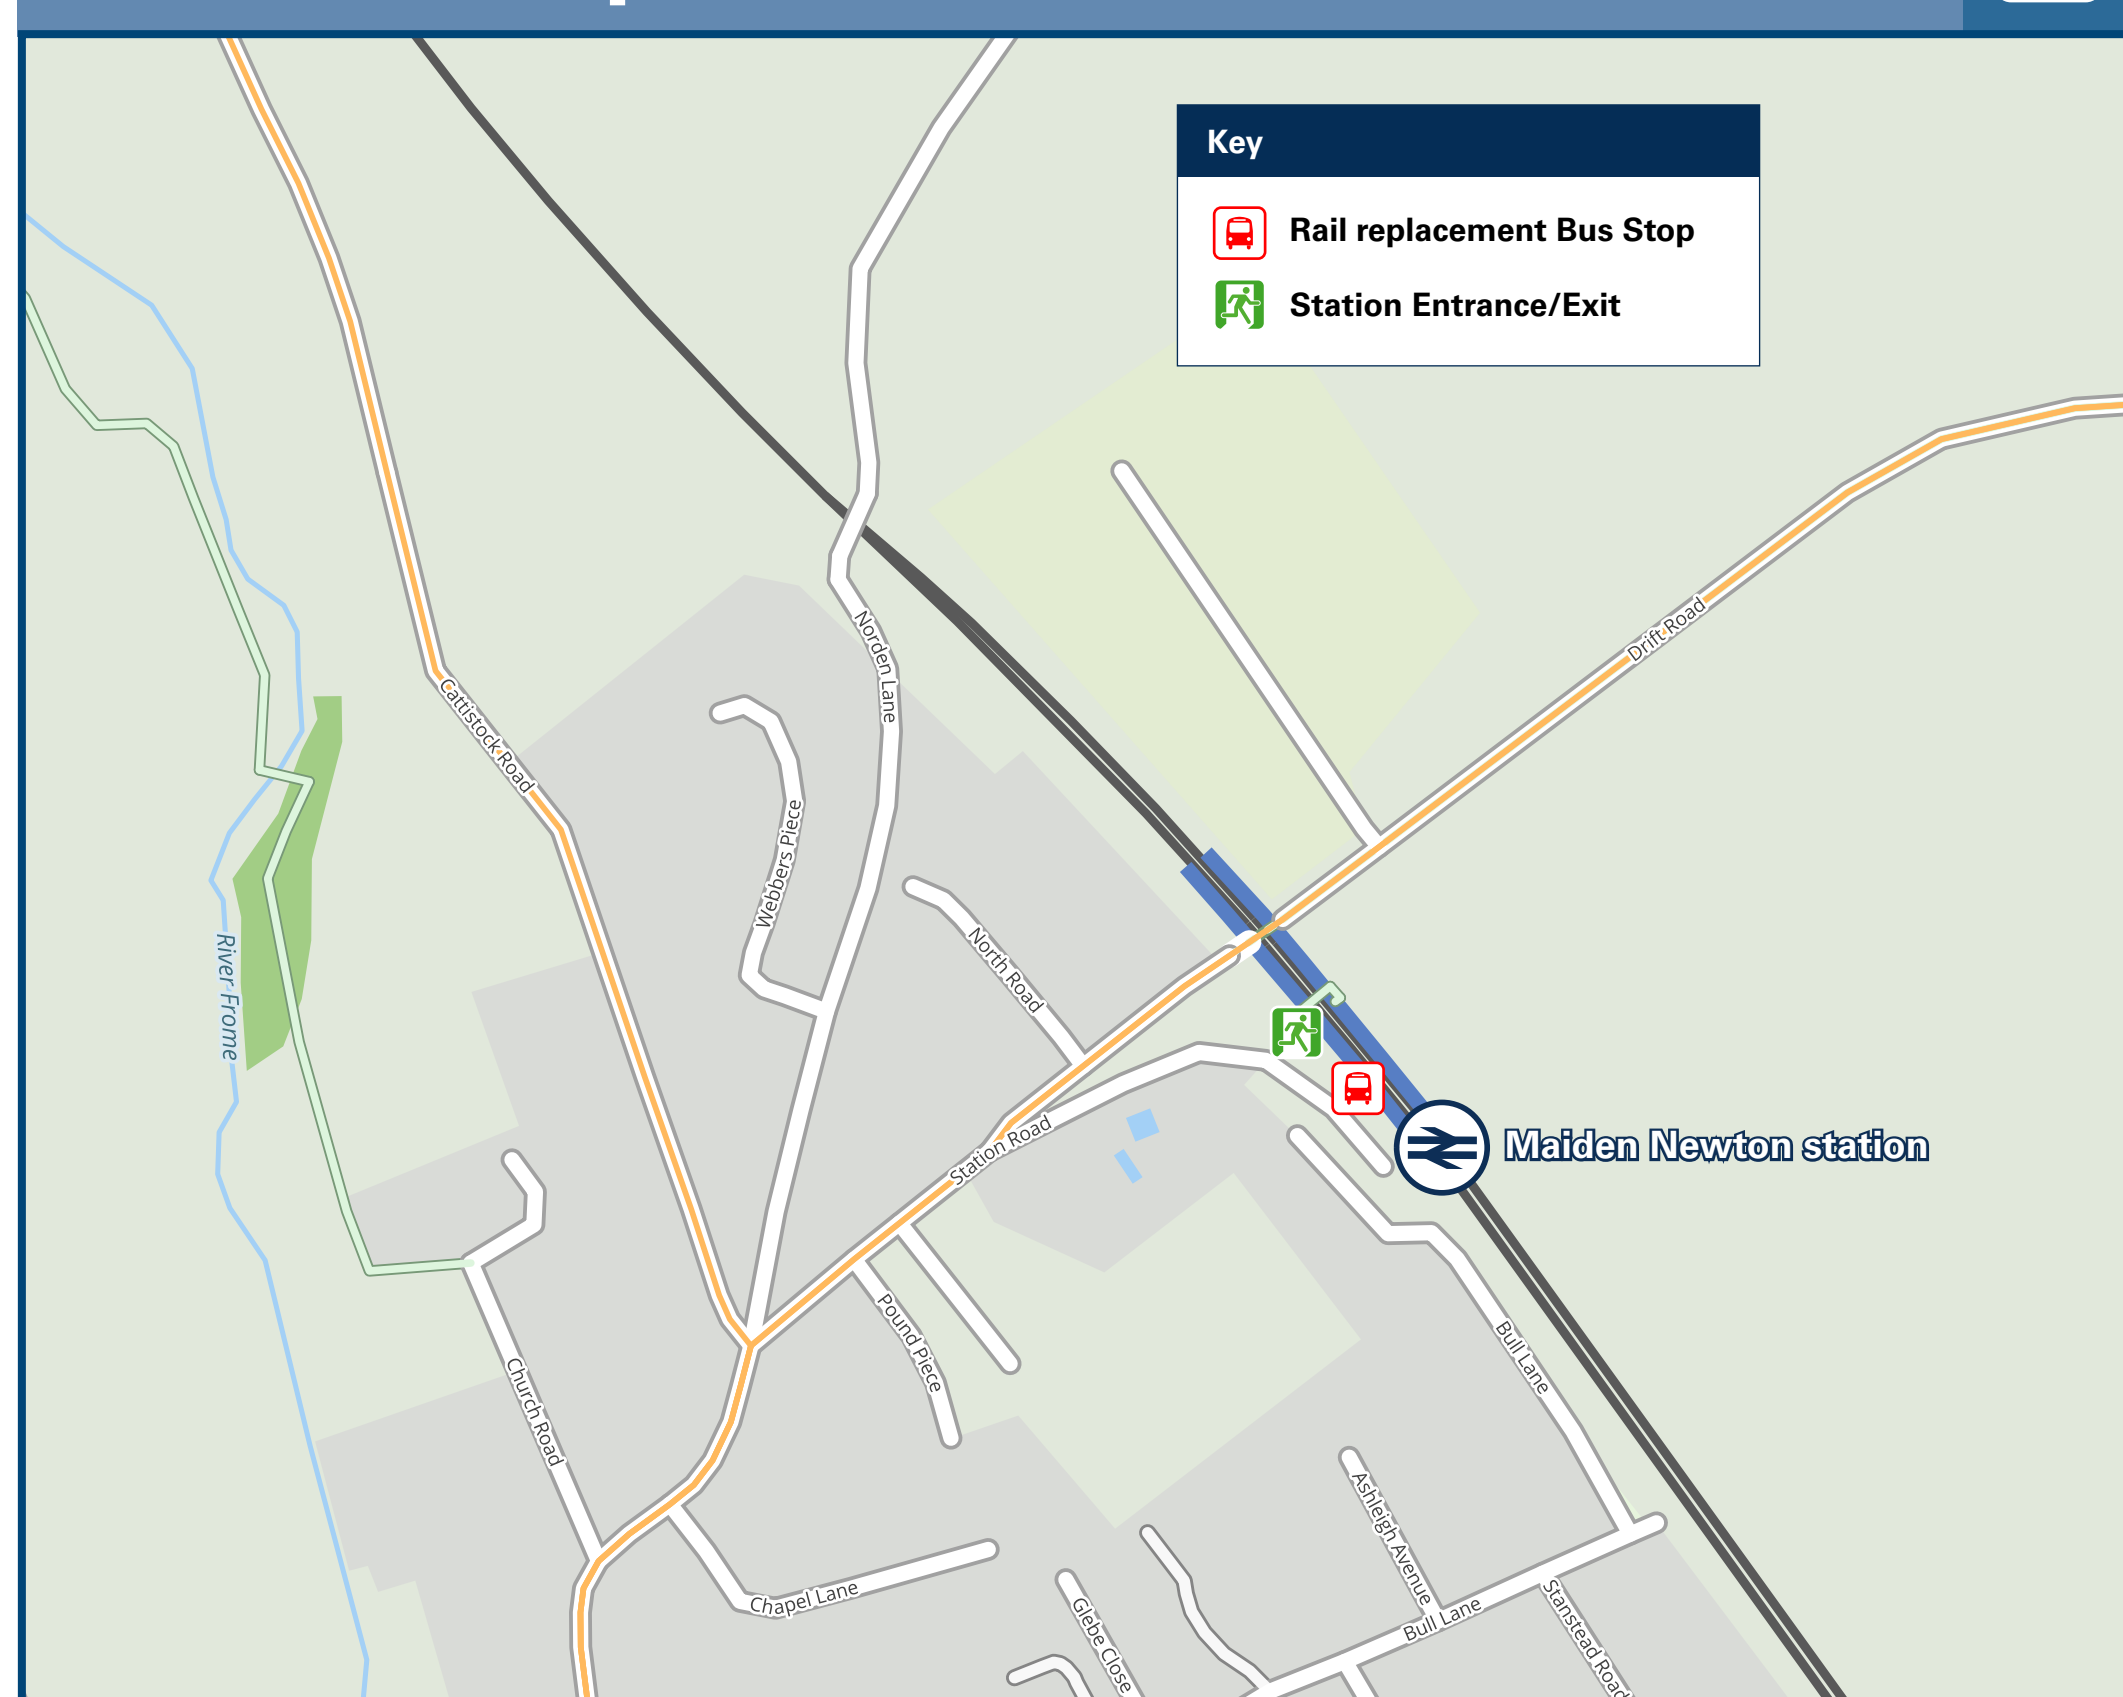 Key
Rail replacement Bus Stop
Station Entrance/Exit
Drift Road
Norden Lane
Cattistock Road
Webbers Piece
North Road
River Frome
Station Road
Maiden Newton station
Pound Piece
Bull Lane
Church Road
Ashleigh Avenue
Chapel Lane
Glebe Close
Bull Lane
Stanstead Road